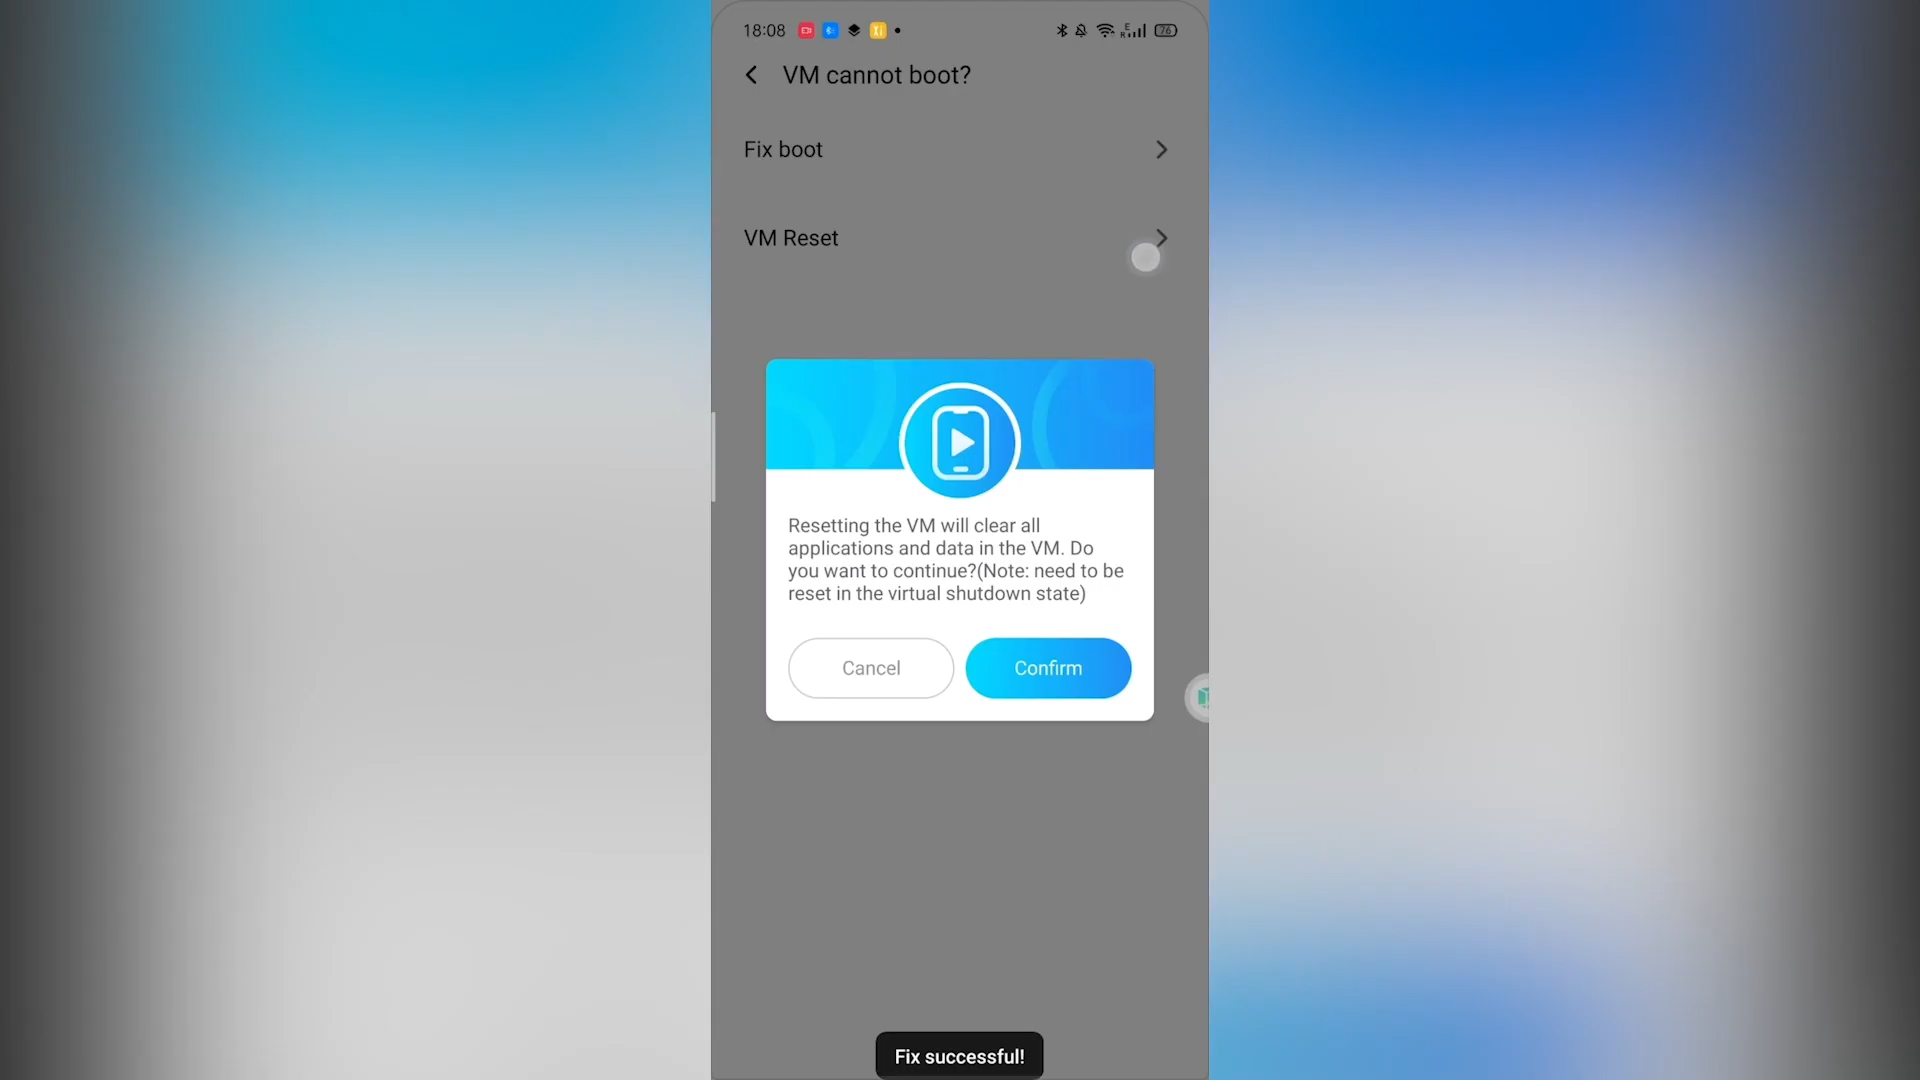 18:08
76
VM cannot boot?
Fix boot
VM Reset
Resetting the VM will clear all
applications and data in the VM. Do
you want to continue?(Note: need to be
reset in the virtual shutdown state)
Cancel
Confirm
Fix successful!